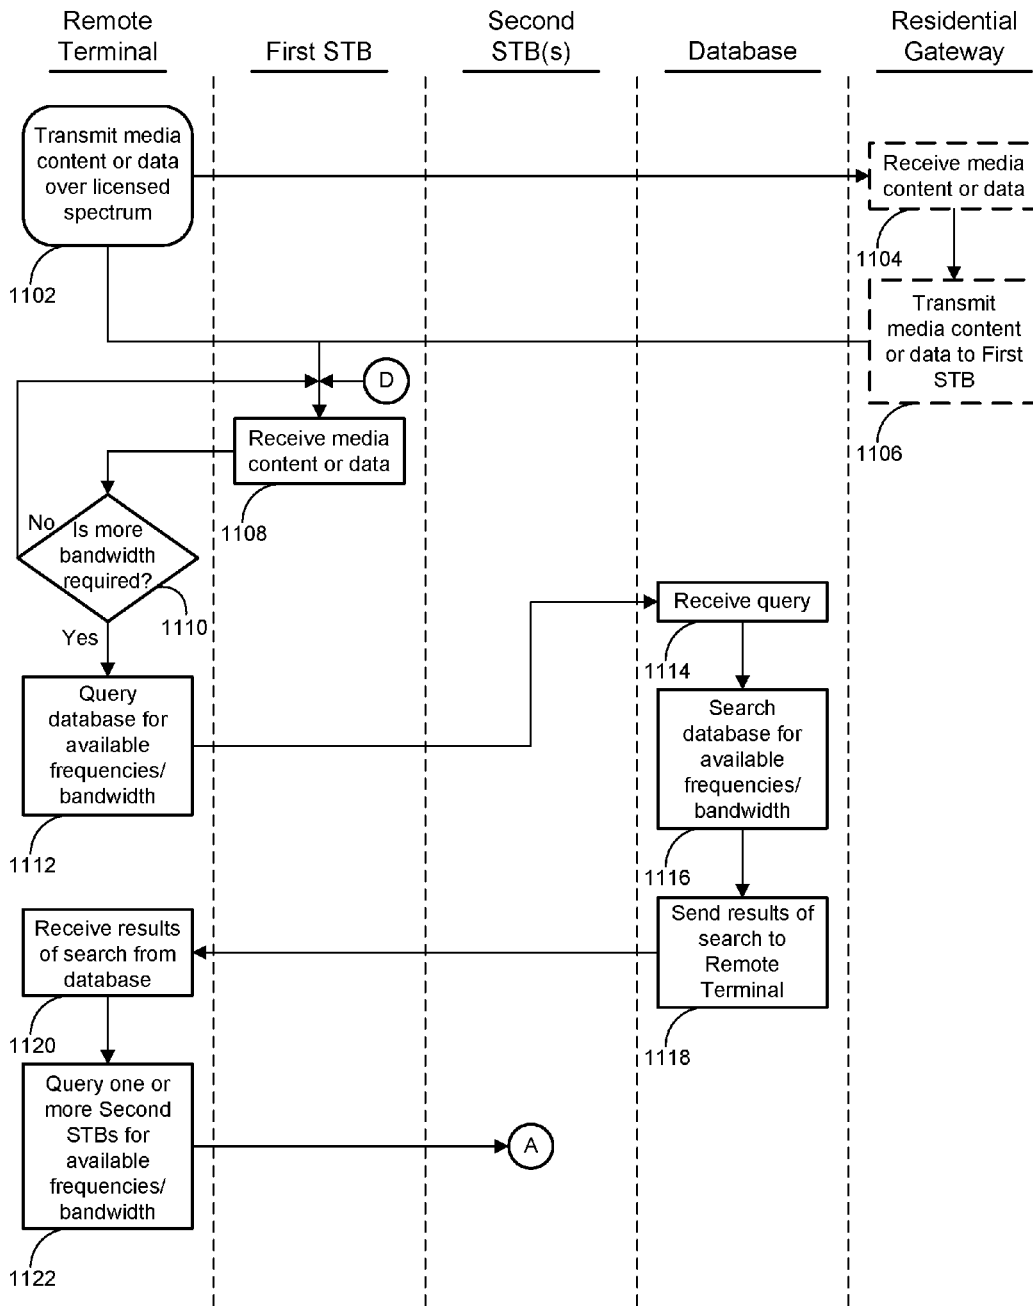 Remote
Terminal
First STB
Second
STB(s)
Database
Residential
Gateway
Transmit media
content or data
over licensed
spectrum
1102
Receive media
content or data
1104
Transmit
media content
or data to First
STB
1106
D
Receive media
content or data
1108
No
Is more
bandwidth
required?
1110
Yes
Query
database for
available
frequencies/
bandwidth
1112
Receive query
1114
Search
database for
available
frequencies/
bandwidth
1116
Send results of
search to
Remote
Terminal
1118
Receive results
of search from
database
1120
Query one or
more Second
STBs for
available
frequencies/
bandwidth
1122
A